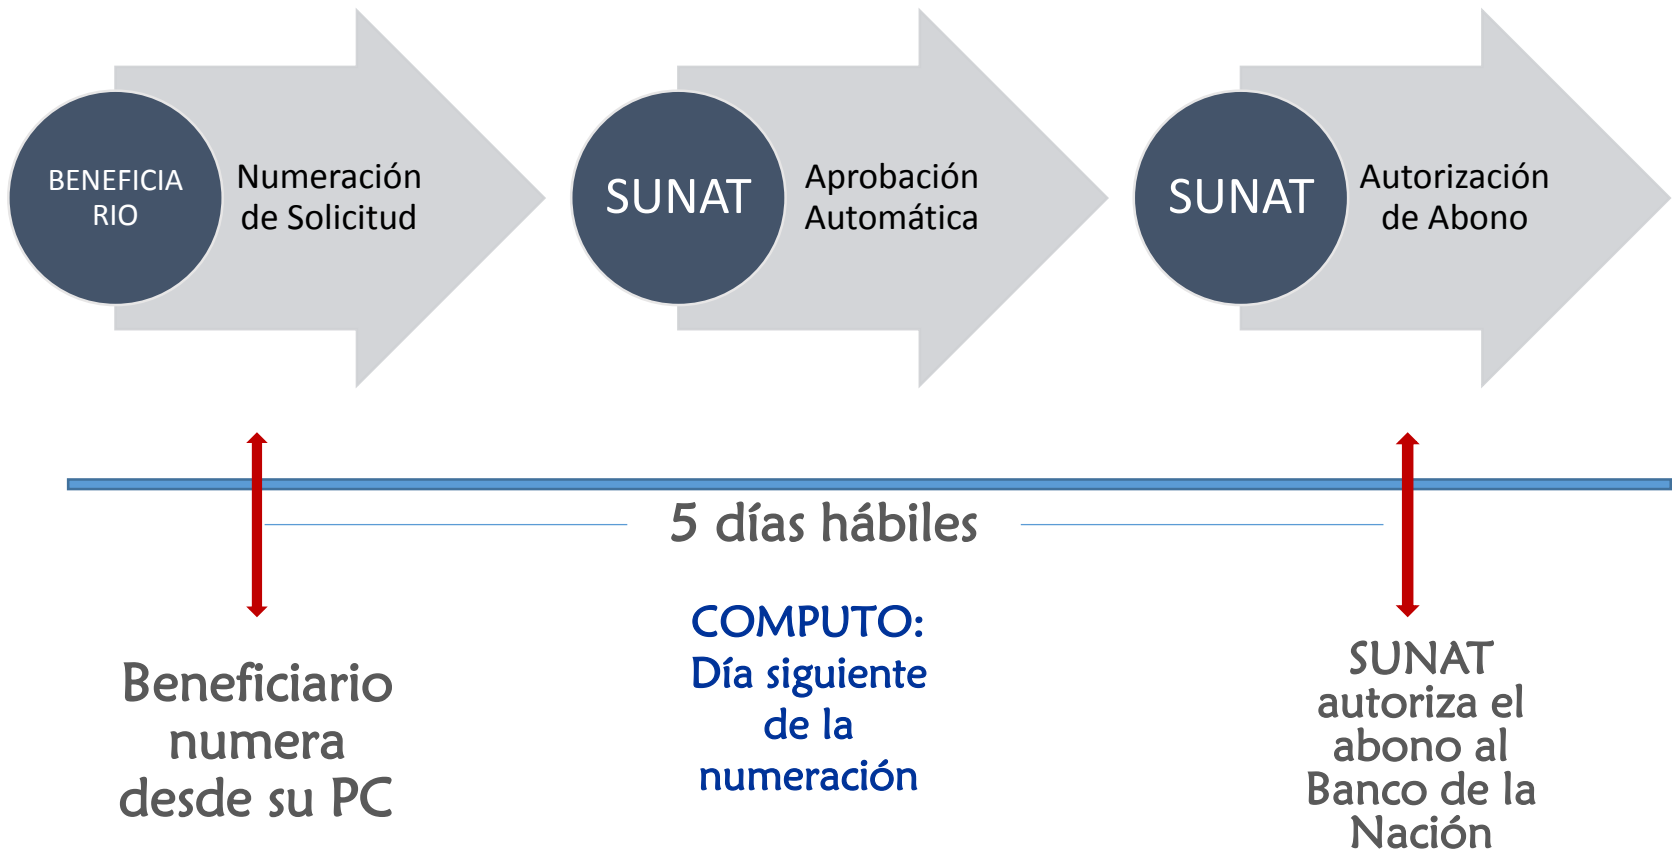 BENEFICIA
RIO
Numeración
de Solicitud
SUNAT
Aprobación
Automática
SUNAT
Autorización
de Abono
5 días hábiles
COMPUTO:
Día siguiente
de la
numeración
Beneficiario
numera
desde su PC
SUNAT
autoriza el
abono al
Banco de la
Nación